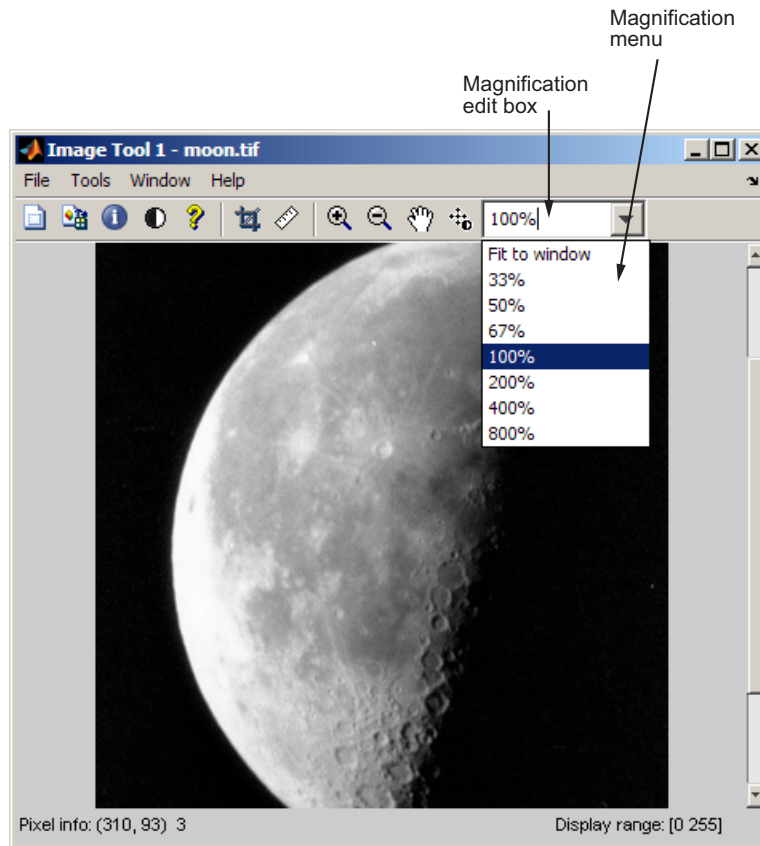 Magnification
menu
Magnification
edit box
Image Tool 1 - moon.tif
File Tools Window Help
100%
Fit to window
33%
50%
67%
100%
200%
400%
800%
Pixel info: (310, 93) 3
Display range: [0 255]